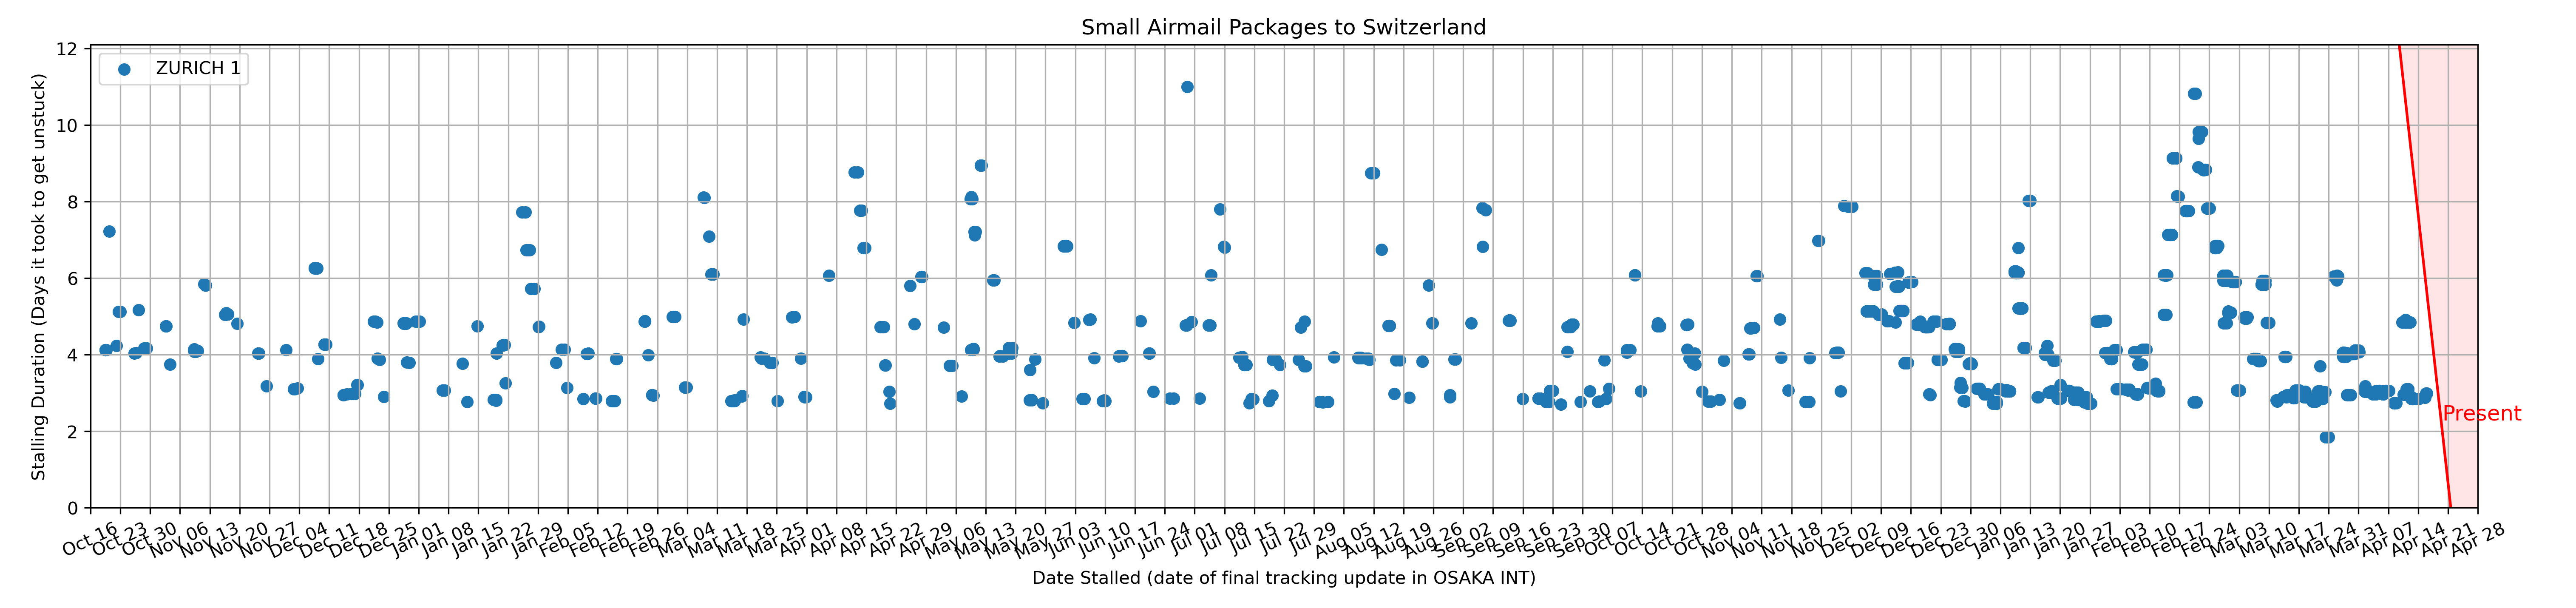 Small Airmail Packages to Switzerland
ZURICH 1
Stalling Duration (Days it took to get unstuck)
12
10
8
6
4
2
0
Present
Oct 16
Oct 23
Oct 30
Nov 06
Nov 13
Nov 20
Nov 27
Dec 04
Dec 11
Dec 18
Dec 25
Jan 01
Jan 08
Jan 15
Jan 22
Jan 29
Feb 05
Feb 12
Feb 19
Feb 26
Mar 04
Mar 11
Mar 18
Mar 25
Apr 01
Apr 08
Apr 15
Apr 22
Apr 29
May 06
May 13
May 20
May 27
Jun 03
Jun 10
Jun 17
Jun 24
Jul 01
Jul 08
Jul 15
Jul 22
Jul 29
Aug 05
Aug 12
Aug 19
Aug 26
Sep 02
Sep 09
Sep 16
Sep 23
Sep 30
Oct 07
Oct 14
Oct 21
Oct 28
Nov 04
Nov 11
Nov 18
Nov 25
Dec 02
Dec 09
Dec 16
Dec 23
Dec 30
Jan 06
Jan 13
Jan 20
Jan 27
Feb 03
Feb 10
Feb 17
Feb 24
Mar 03
Mar 10
Mar 17
Mar 24
Mar 31
Apr 07
Apr 14
Apr 21
Apr 28
Date Stalled (date of final tracking update in OSAKA INT)